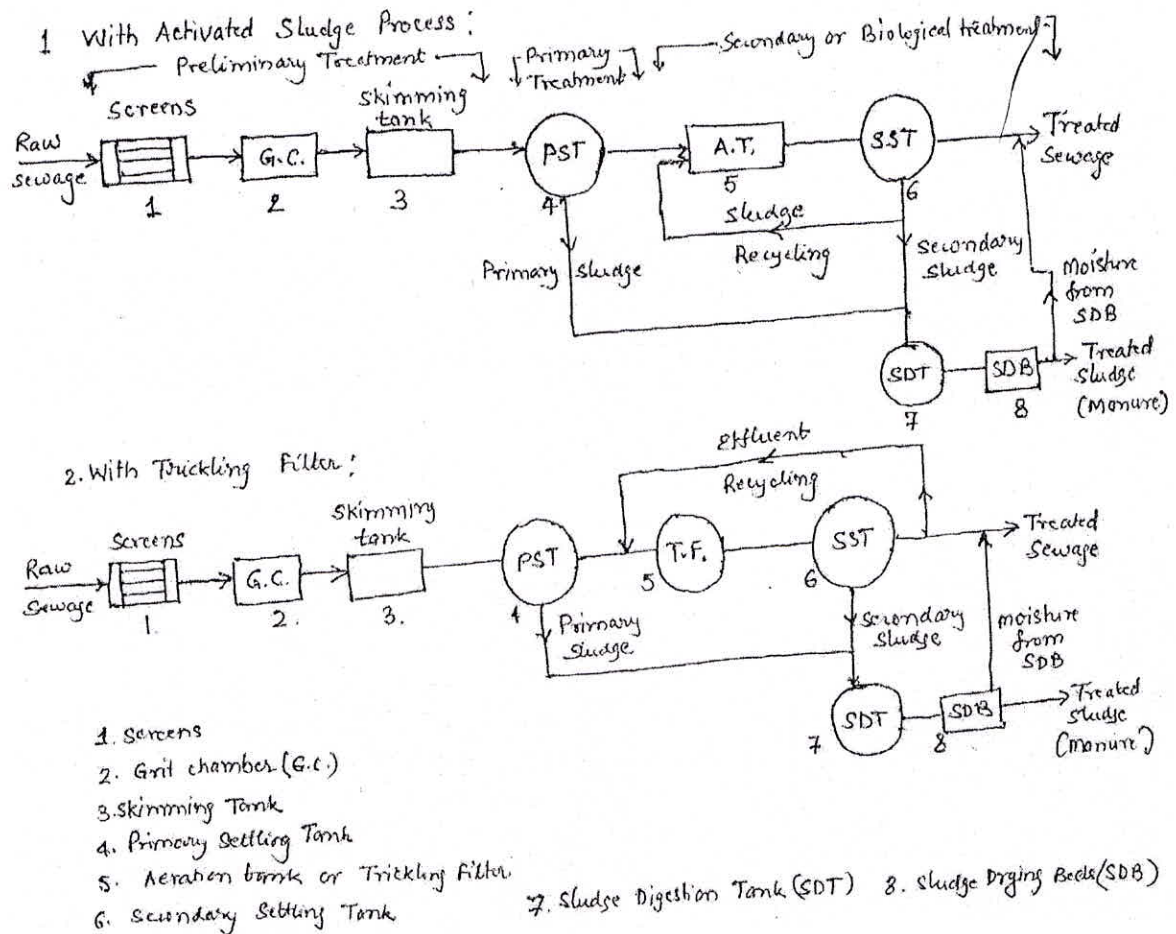 1 With Activated Sludge Process:
Preliminary Treatment
Primary
Treatment
Secondary or Biological treatment
Screens
Skimming
tank
Raw
sewage
G.C.
PST
A.T.
SST
Treated
Sewage
1
2
3
4
5
6
Sludge
Recycling
Primary Sludge
Secondary
Sludge
Moisture
from
SDB
SDT
SDB
Treated
Sludge
(Manure)
7
8
2. With Trickling Filter:
Effluent
Recycling
Screens
Skimming
tank
Raw
Sewage
G.C.
PST
T.F.
SST
Treated
Sewage
1.
2.
3.
4
5
6
Primary
Sludge
Secondary
Sludge
moisture
from
SDB
SDT
SDB
Treated
Sludge
(Manure)
7
8
1. Screens
2. Grit chamber (G.C.)
3. Skimming Tank
4. Primary Settling Tank
5. Aeration tank or Trickling Filter.
6. Secondary Settling Tank
7. Sludge Digestion Tank (SDT) 8. Sludge Drying Beds (SDB)